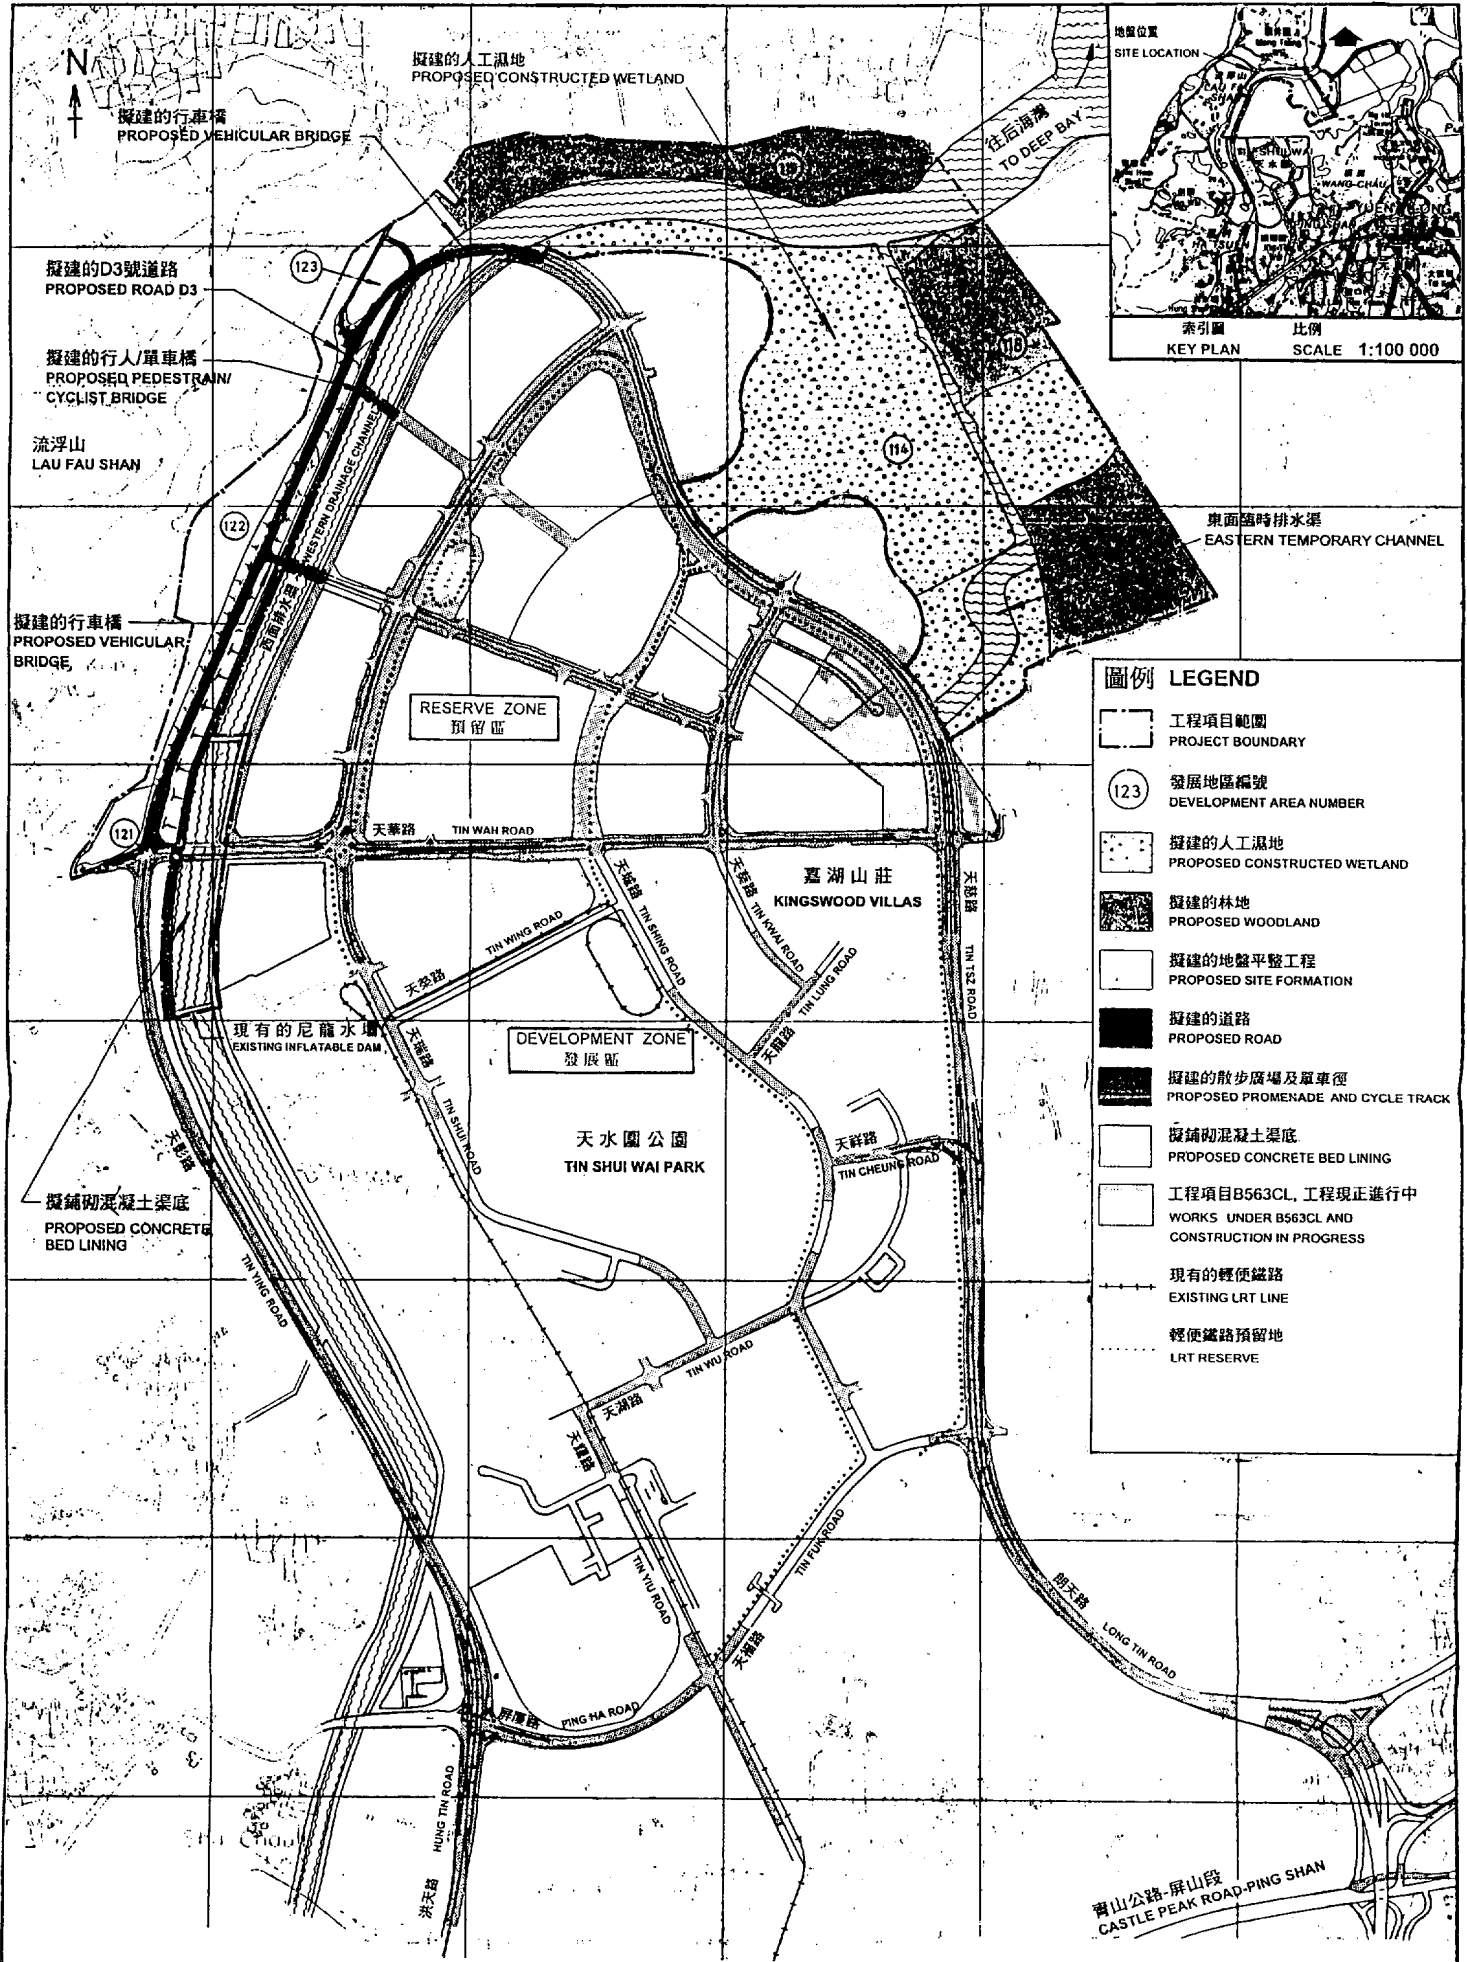 N
擬建的人工濕地
PROPOSED CONSTRUCTED WETLAND
擬建的行車橋
PROPOSED VEHICULAR BRIDGE
往后海灣
TO DEEP BAY
119
地盤位置
SITE LOCATION
LAU FAU SHAN
天水圍
WANG CHAU
YUEN LONG
索引圖
KEY PLAN
比例
SCALE 1:100 000
擬建的D3號道路
PROPOSED ROAD D3
123
擬建的行人/單車橋
PROPOSED PEDESTRAIN/
CYCLIST BRIDGE
流浮山
LAU FAU SHAN
118
114
122
WESTERN DRAINAGE CHANNEL
西面排水渠
東面臨時排水渠
EASTERN TEMPORARY CHANNEL
擬建的行車橋
PROPOSED VEHICULAR
BRIDGE
RESERVE ZONE
預留區
121
天華路
TIN WAH ROAD
嘉湖山莊
KINGSWOOD VILLAS
天城路
TIN SHING ROAD
天葵路
TIN KWAI ROAD
天慈路
TIN TSZ ROAD
TIN WING ROAD
天榮路
天龍路
TIN LUNG ROAD
現有的尼龍水壩
EXISTING INFLATABLE DAM
天瑞路
TIN SHUI ROAD
DEVELOPMENT ZONE
發展區
天水圍公園
TIN SHUI WAI PARK
天祥路
TIN CHEUNG ROAD
天影路
TIN YING ROAD
擬鋪砌混凝土渠底
PROPOSED CONCRETE
BED LINING
天湖路
TIN WU ROAD
天耀路
TIN YIU ROAD
天福路
TIN FUK ROAD
屏廈路
PING HA ROAD
洪天路
HUNG TIN ROAD
朗天路
LONG TIN ROAD
青山公路-屏山段
CASTLE PEAK ROAD-PING SHAN
圖例 LEGEND
工程項目範圍
PROJECT BOUNDARY
123
發展地區編號
DEVELOPMENT AREA NUMBER
擬建的人工濕地
PROPOSED CONSTRUCTED WETLAND
擬建的林地
PROPOSED WOODLAND
擬建的地盤平整工程
PROPOSED SITE FORMATION
擬建的道路
PROPOSED ROAD
擬建的散步廣場及單車徑
PROPOSED PROMENADE AND CYCLE TRACK
擬鋪砌混凝土渠底
PROPOSED CONCRETE BED LINING
工程項目B563CL, 工程現正進行中
WORKS UNDER B563CL AND
CONSTRUCTION IN PROGRESS
現有的輕便鐵路
EXISTING LRT LINE
輕便鐵路預留地
LRT RESERVE